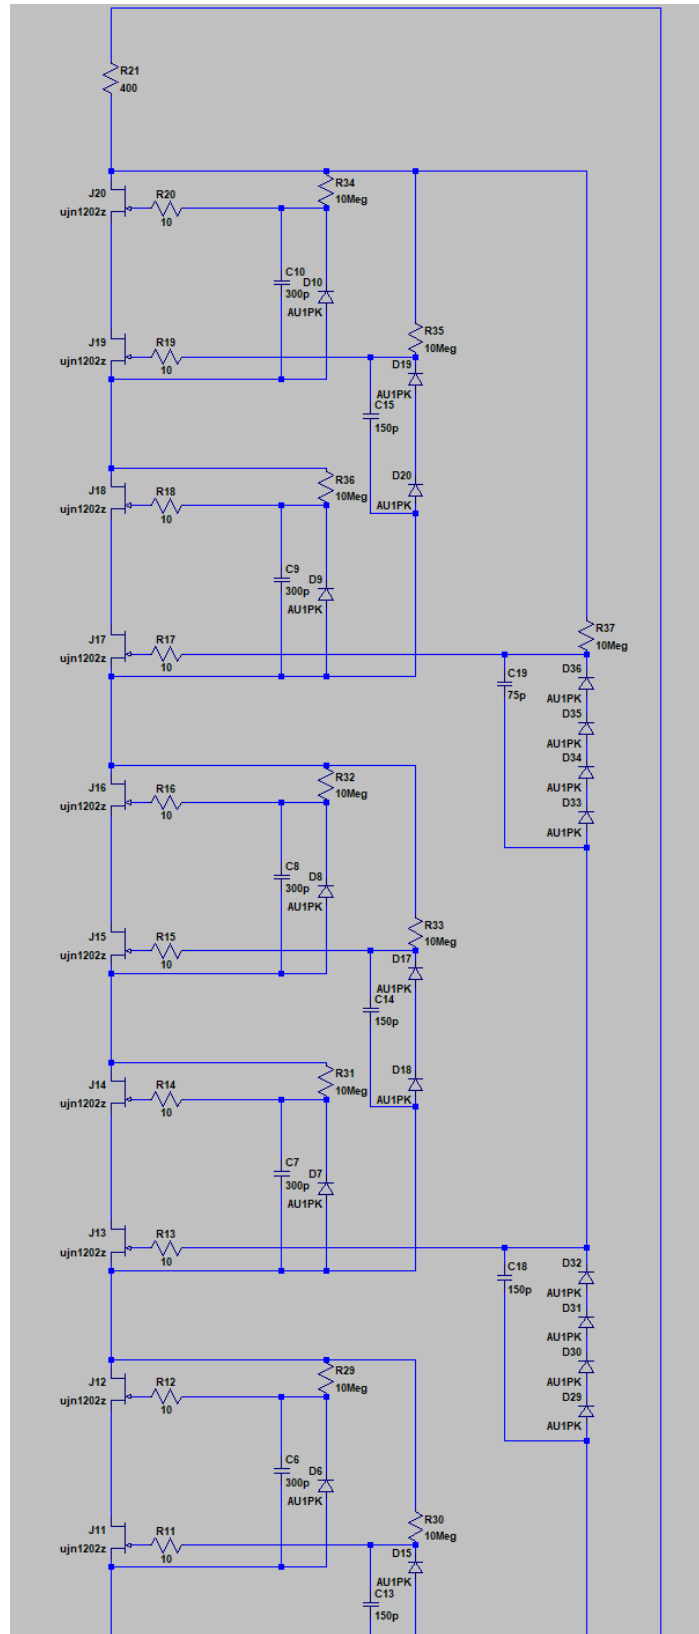 R21
400
J20
ujn1202z
R20
10
R34
10Meg
C10
300p
D10
AU1PK
J19
ujn1202z
R19
10
R35
10Meg
D19
AU1PK
C15
150p
D20
AU1PK
J18
ujn1202z
R18
10
R36
10Meg
C9
300p
D9
AU1PK
J17
ujn1202z
R17
10
R37
10Meg
C19
75p
D36
AU1PK
D35
AU1PK
D34
AU1PK
D33
AU1PK
J16
ujn1202z
R16
10
R32
10Meg
C8
300p
D8
AU1PK
J15
ujn1202z
R15
10
R33
10Meg
D17
AU1PK
C14
150p
D18
AU1PK
J14
ujn1202z
R14
10
R31
10Meg
C7
300p
D7
AU1PK
J13
ujn1202z
R13
10
C18
150p
D32
AU1PK
D31
AU1PK
D30
AU1PK
D29
AU1PK
J12
ujn1202z
R12
10
R29
10Meg
C6
300p
D6
AU1PK
J11
ujn1202z
R11
10
R30
10Meg
D15
AU1PK
C13
150p